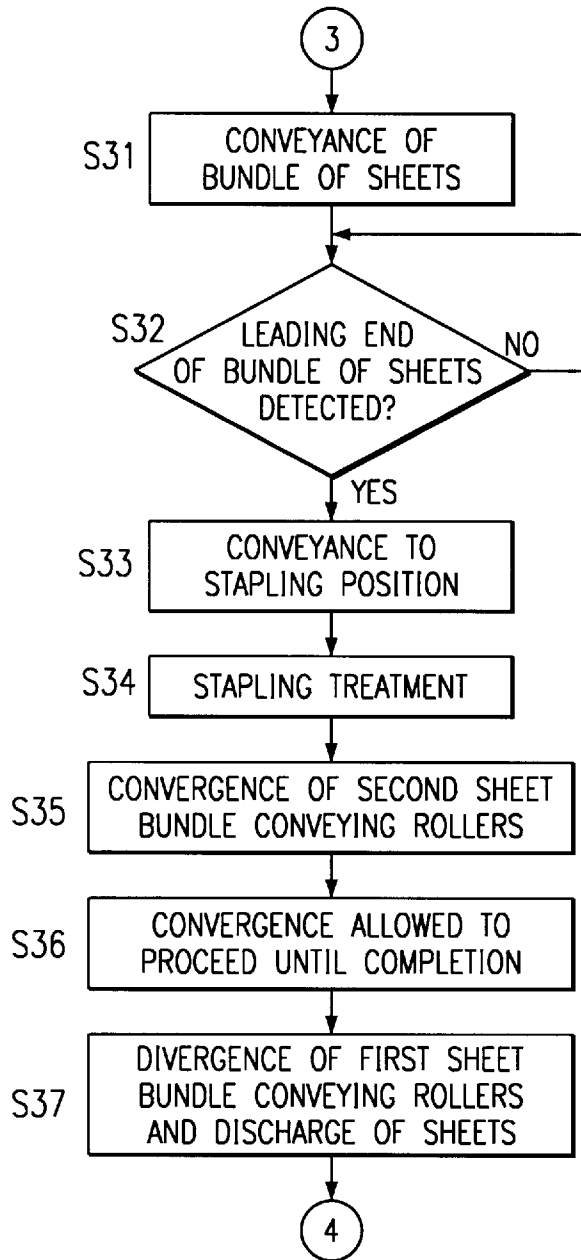 3
S31
CONVEYANCE OF
BUNDLE OF SHEETS
S32
LEADING END
OF BUNDLE OF SHEETS
DETECTED?
NO
YES
S33
CONVEYANCE TO
STAPLING POSITION
S34
STAPLING TREATMENT
S35
CONVERGENCE OF SECOND SHEET
BUNDLE CONVEYING ROLLERS
S36
CONVERGENCE ALLOWED TO
PROCEED UNTIL COMPLETION
S37
DIVERGENCE OF FIRST SHEET
BUNDLE CONVEYING ROLLERS
AND DISCHARGE OF SHEETS
4